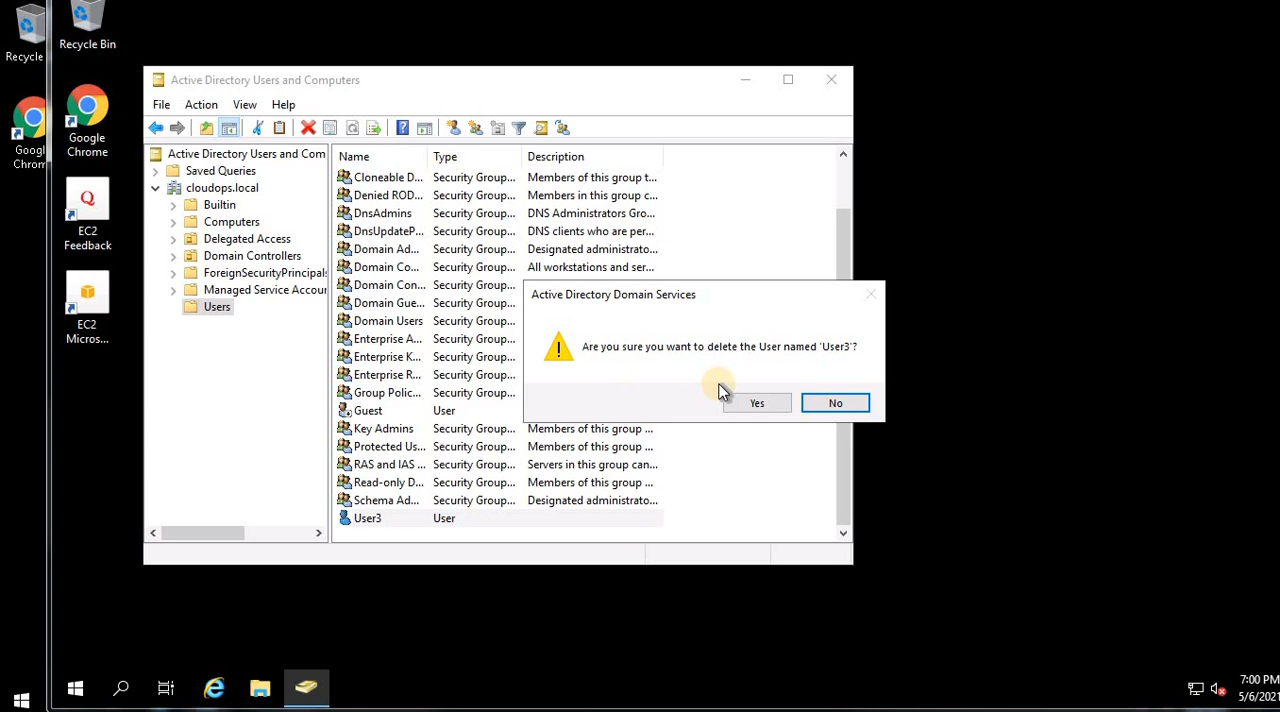 Recycle
Recycle Bin
Googl
Chrom
Google
Chrome
EC2
Feedback
EC2
Micros...
Active Directory Users and Computers
File Action View Help
Active Directory Users and Com
Saved Queries
cloudops.local
Builtin
Computers
Delegated Access
Domain Controllers
ForeignSecurityPrincipals
Managed Service Accoun
Users
Name Type Description
Cloneable D... Security Group... Members of this group t...
Denied ROD... Security Group... Members in this group c...
DnsAdmins Security Group... DNS Administrators Gro...
DnsUpdateP... Security Group... DNS clients who are per...
Domain Ad... Security Group... Designated administrato...
Domain Co... Security Group... All workstations and ser...
Domain Con... Security Group...
Domain Gue... Security Group...
Domain Users Security Group...
Enterprise A... Security Group...
Enterprise K... Security Group...
Enterprise R... Security Group...
Group Polic... Security Group...
Guest User
Key Admins Security Group... Members of this group ...
Protected Us... Security Group... Members of this group ...
RAS and IAS ... Security Group... Servers in this group can...
Read-only D... Security Group... Members of this group ...
Schema Ad... Security Group... Designated administrato...
User3 User
Active Directory Domain Services
Are you sure you want to delete the User named 'User3'?
Yes No
7:00 PM
5/6/2021